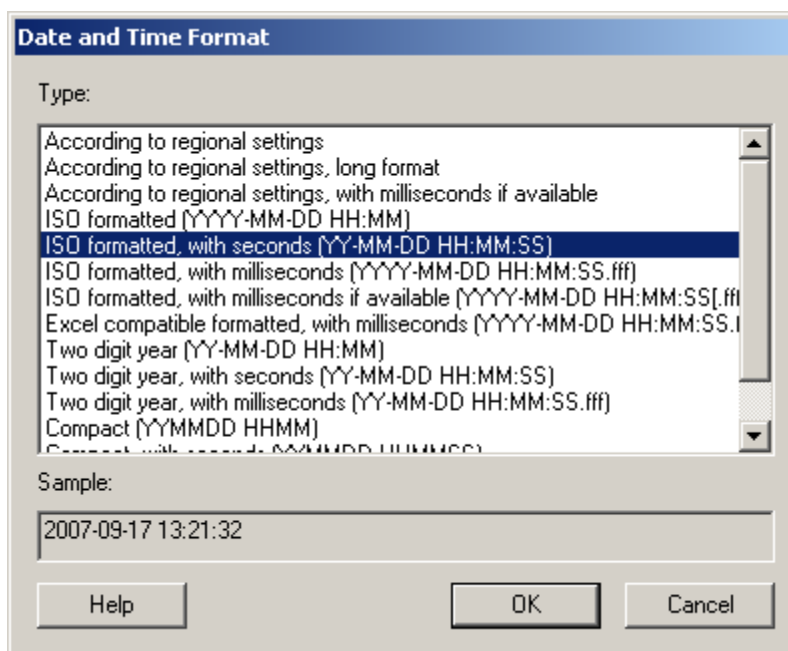 Date and Time Format
Type:
According to regional settings
According to regional settings, long format
According to regional settings, with milliseconds if available
ISO formatted (YYYY-MM-DD HH:MM)
ISO formatted, with seconds (YY-MM-DD HH:MM:SS)
ISO formatted, with milliseconds (YYYY-MM-DD HH:MM:SS.fff)
ISO formatted, with milliseconds if available (YYYY-MM-DD HH:MM:SS[.fff
Excel compatible formatted, with milliseconds (YYYY-MM-DD HH:MM:SS.
Two digit year (YY-MM-DD HH:MM)
Two digit year, with seconds (YY-MM-DD HH:MM:SS)
Two digit year, with milliseconds (YY-MM-DD HH:MM:SS.fff)
Compact (YYMMDD HHMM)
Compact, with seconds (YYMMDD HHMMSS)
Sample:
2007-09-17 13:21:32
Help
OK
Cancel